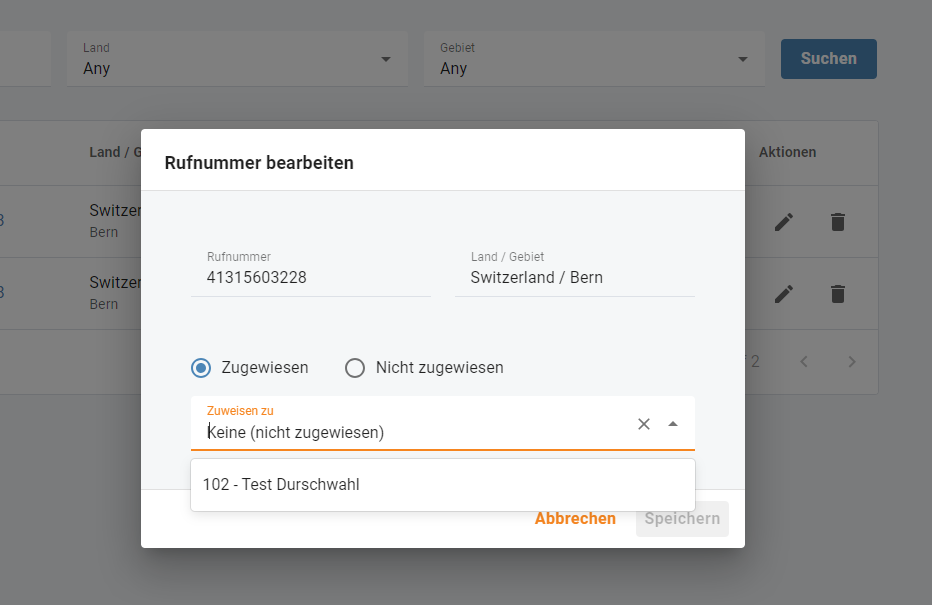 Land
Any
Gebiet
Any
Suchen
Land / G
Aktionen
3
Switzer
Bern
3
Switzer
Bern
2
Rufnummer bearbeiten
Rufnummer
41315603228
Land / Gebiet
Switzerland / Bern
Zugewiesen
Nicht zugewiesen
Zuweisen zu
Keine (nicht zugewiesen)
102 - Test Durschwahl
Abbrechen
Speichern